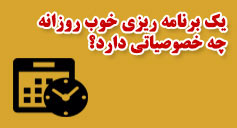 یک برنامه ریزی خوب روزانه
چه خصوصیاتی دارد؟